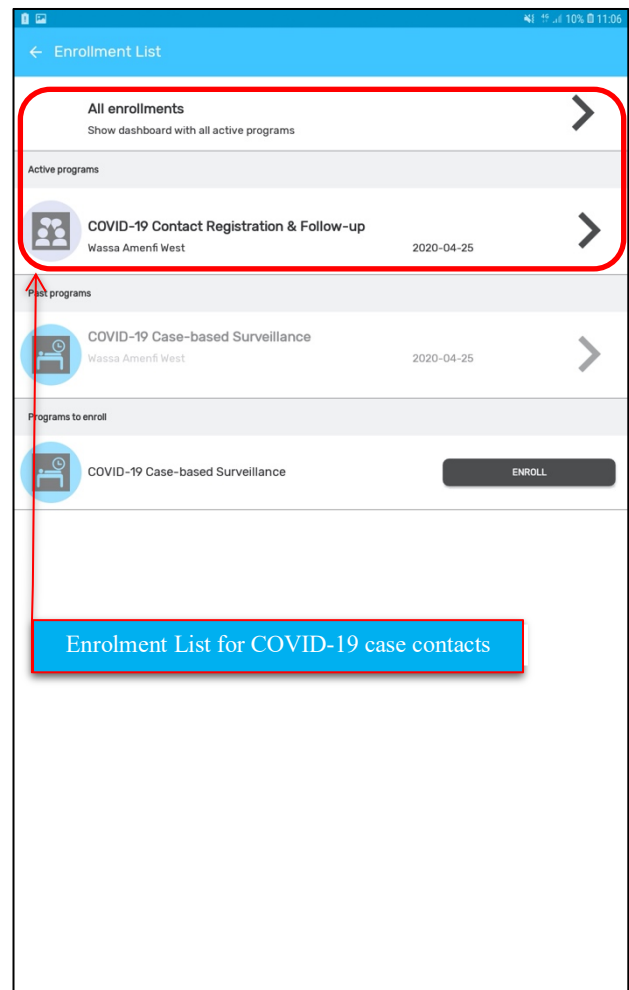 10% 11:06
Enrollment List
All enrollments
Show dashboard with all active programs
Active programs
COVID-19 Contact Registration & Follow-up
Wassa Amenfi West 2020-04-25
Past programs
COVID-19 Case-based Surveillance
Wassa Amenfi West 2020-04-25
Programs to enroll
COVID-19 Case-based Surveillance ENROLL
Enrolment List for COVID-19 case contacts